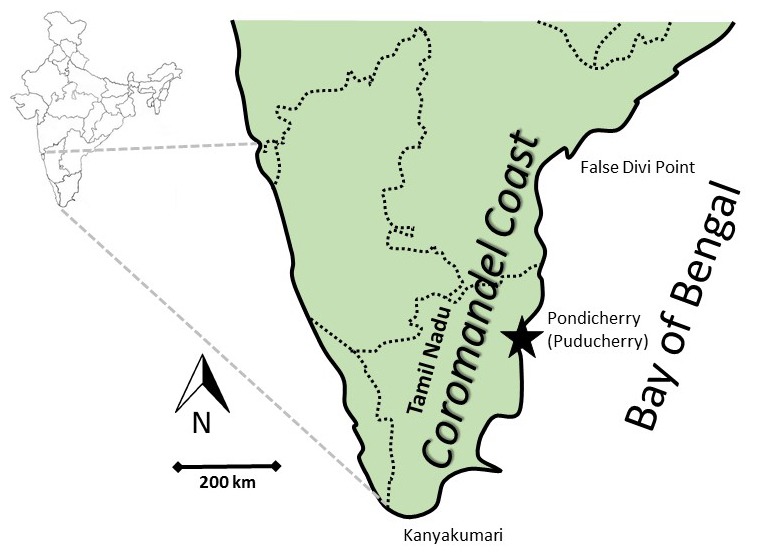 False Divi Point
Coromandel Coast
Bay of Bengal
Tamil Nadu
Pondicherry
(Puducherry)
N
200 km
Kanyakumari